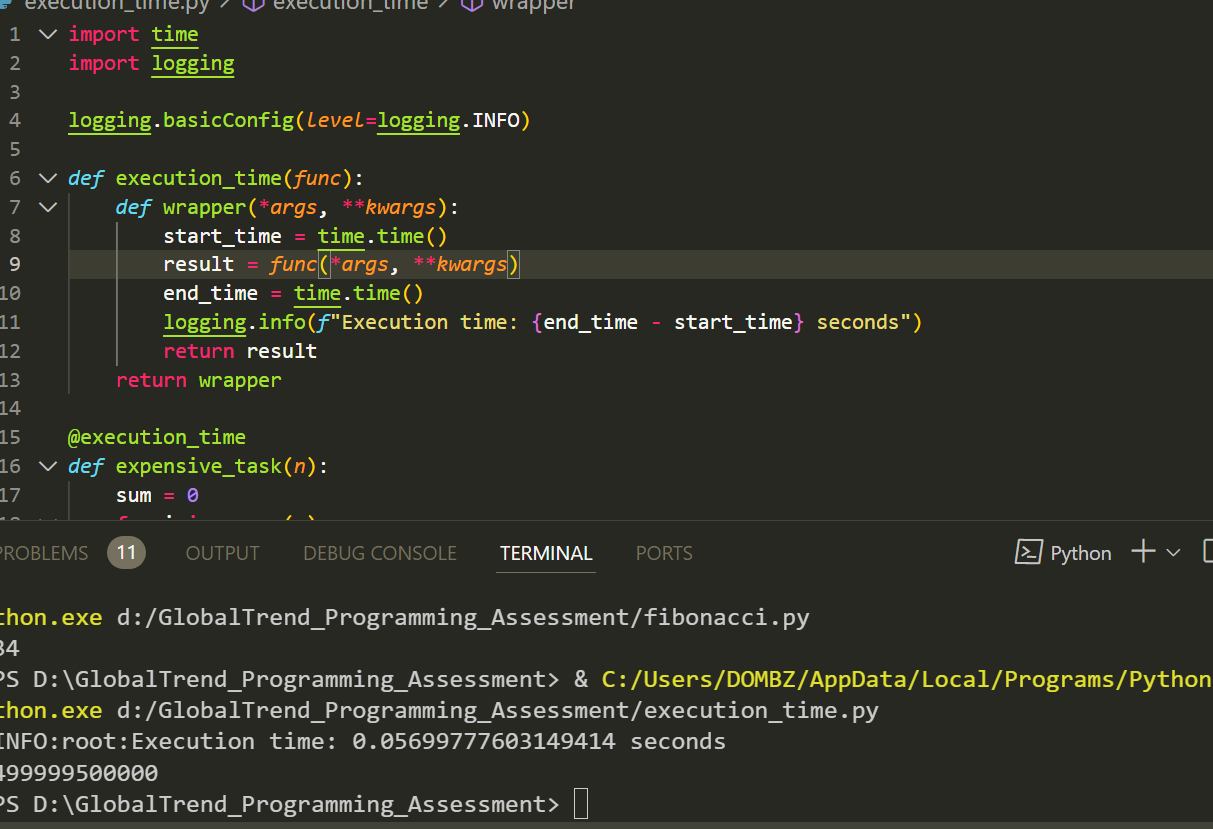 execution_time.py > execution_time > wrapper
1 import time
2 import logging
3
4 logging.basicConfig(level=logging.INFO)
5
6 def execution_time(func):
7 def wrapper(*args, **kwargs):
8 start_time = time.time()
9 result = func(*args, **kwargs)
10 end_time = time.time()
11 logging.info(f"Execution time: {end_time - start_time} seconds")
12 return result
13 return wrapper
14
15 @execution_time
16 def expensive_task(n):
17 sum = 0
PROBLEMS 11 OUTPUT DEBUG CONSOLE TERMINAL PORTS Python
thon.exe d:/GlobalTrend_Programming_Assessment/fibonacci.py
34
PS D:\GlobalTrend_Programming_Assessment> & C:/Users/DOMBZ/AppData/Local/Programs/Python
thon.exe d:/GlobalTrend_Programming_Assessment/execution_time.py
INFO:root:Execution time: 0.05699777603149414 seconds
499999500000
PS D:\GlobalTrend_Programming_Assessment>